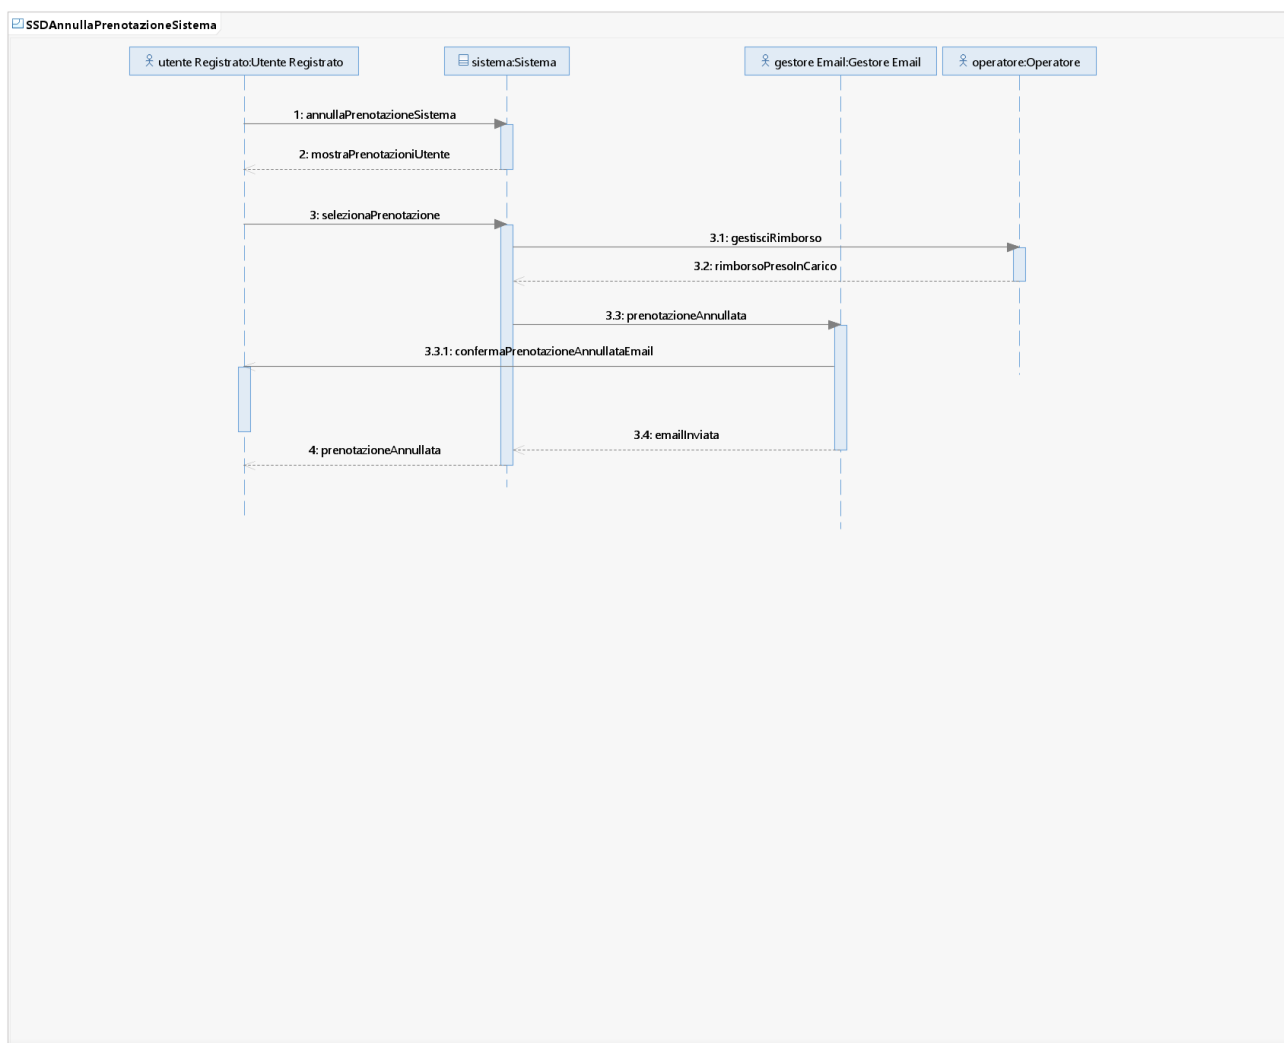 SSDAnnullaPrenotazioneSistema
utente Registrato:Utente Registrato
sistema:Sistema
gestore Email:Gestore Email
operatore:Operatore
1: annullaPrenotazioneSistema
2: mostraPrenotazioniUtente
3: selezionaPrenotazione
3.1: gestisciRimborso
3.2: rimborsoPresoInCarico
3.3: prenotazioneAnnullata
3.3.1: confermaPrenotazioneAnnullataEmail
3.4: emailInviata
4: prenotazioneAnnullata